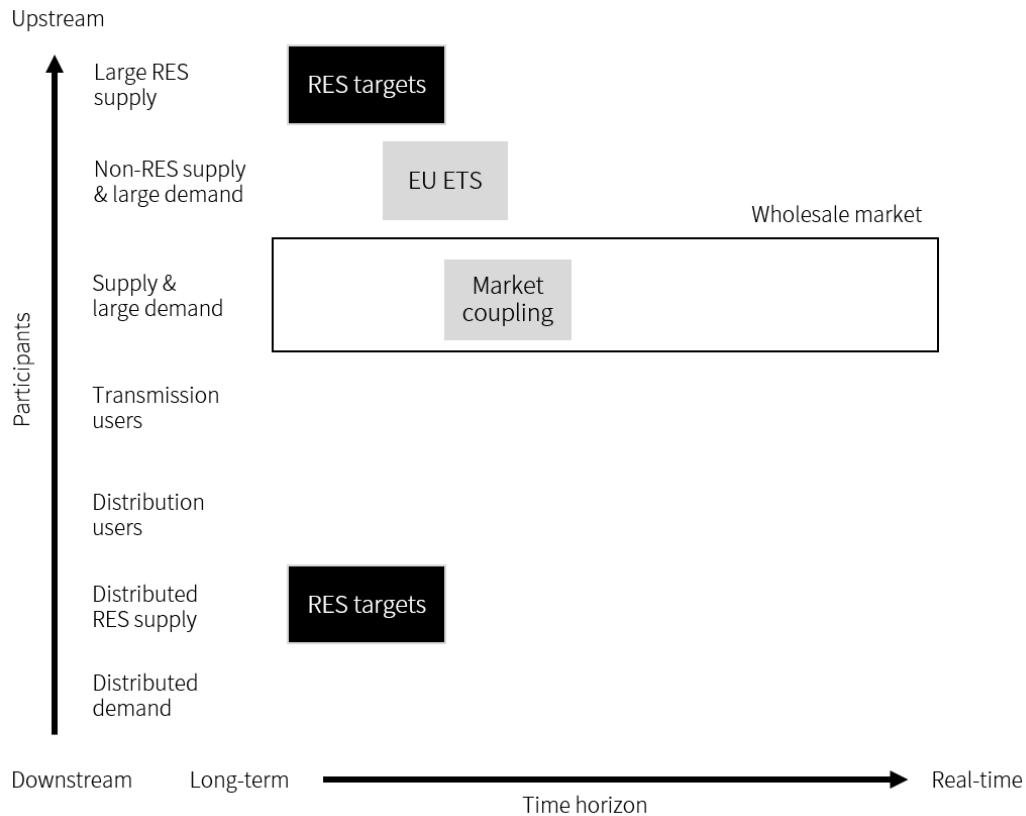 Upstream
Large RES
supply
RES targets
Non-RES supply
& large demand
EU ETS
Wholesale market
Supply &
large demand
Market
coupling
Participants
Transmission
users
Distribution
users
Distributed
RES supply
RES targets
Distributed
demand
Downstream
Long-term
Real-time
Time horizon